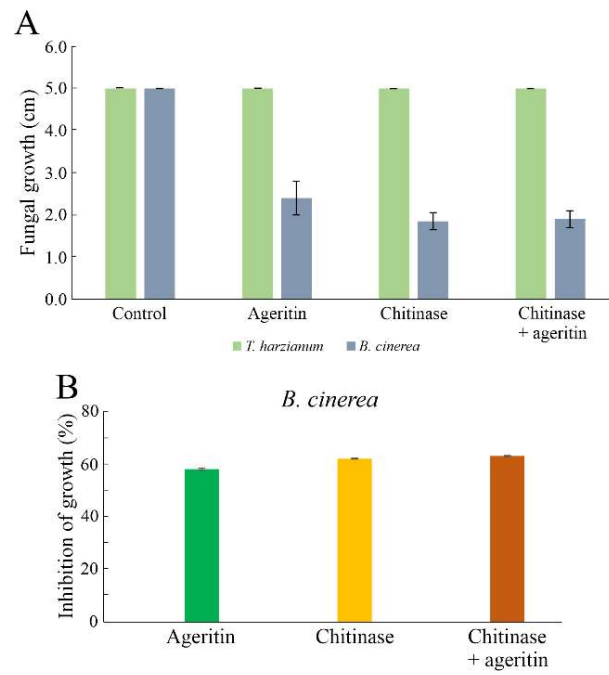 A
Fungal growth (cm)
6.0
5.0
4.0
3.0
2.0
1.0
0.0
Control
Ageritin
Chitinase
Chitinase
+ ageritin
T. harzianum
B. cinerea
B
B. cinerea
Inhibition of growth (%)
80
60
40
20
0
Ageritin
Chitinase
Chitinase
+ ageritin